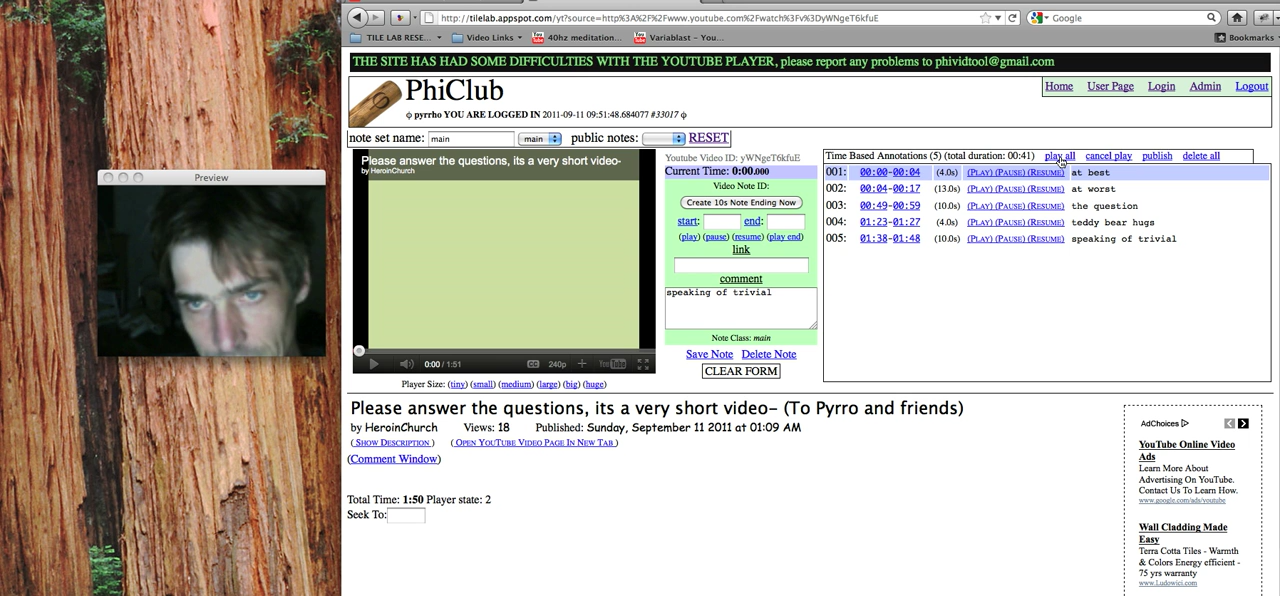 http://tilelab.appspot.com/yt?source=http%3A%2F%2Fwww.youtube.com%2Fwatch%3Fv%3DyWNgeT6kfuE
Google
TILE LAB RESE...
Video Links
40hz meditation...
Variablast – You...
Bookmarks
THE SITE HAS HAD SOME DIFFICULTIES WITH THE YOUTUBE PLAYER, please report any problems to phividtool@gmail.com
PhiClub
Home User Page Login Admin Logout
ϕ pyrrho YOU ARE LOGGED IN 2011-09-11 09:51:48.684077 #33017 ϕ
note set name: main main public notes: RESET
Please answer the questions, its a very short video-
by HeroinChurch
0:00 / 1:51
CC
240p
YouTube
Player Size: (tiny) (small) (medium) (large) (big) (huge)
Youtube Video ID: yWNgeT6kfuE
Current Time: 0:00.000
Video Note ID:
Create 10s Note Ending Now
start: end:
(play) (pause) (resume) (play end)
link
comment
speaking of trivial
Note Class: main
Save Note Delete Note
CLEAR FORM
Time Based Annotations (5) (total duration: 00:41) play all cancel play publish delete all
001: 00:00-00:04 (4.0s) (PLAY) (PAUSE) (RESUME) at best
002: 00:04-00:17 (13.0s) (PLAY) (PAUSE) (RESUME) at worst
003: 00:49-00:59 (10.0s) (PLAY) (PAUSE) (RESUME) the question
004: 01:23-01:27 (4.0s) (PLAY) (PAUSE) (RESUME) teddy bear hugs
005: 01:38-01:48 (10.0s) (PLAY) (PAUSE) (RESUME) speaking of trivial
Preview
Please answer the questions, its a very short video- (To Pyrro and friends)
by HeroinChurch Views: 18 Published: Sunday, September 11 2011 at 01:09 AM
( SHOW DESCRIPTION ) ( OPEN YOUTUBE VIDEO PAGE IN NEW TAB )
(Comment Window)
Total Time: 1:50 Player state: 2
Seek To:
AdChoices
YouTube Online Video
Ads
Learn More About
Advertising On YouTube.
Contact Us To Learn How.
www.google.com/ads/youtube
Wall Cladding Made
Easy
Terra Cotta Tiles - Warmth
& Colors Energy efficient -
75 yrs warranty
www.Ludowici.com